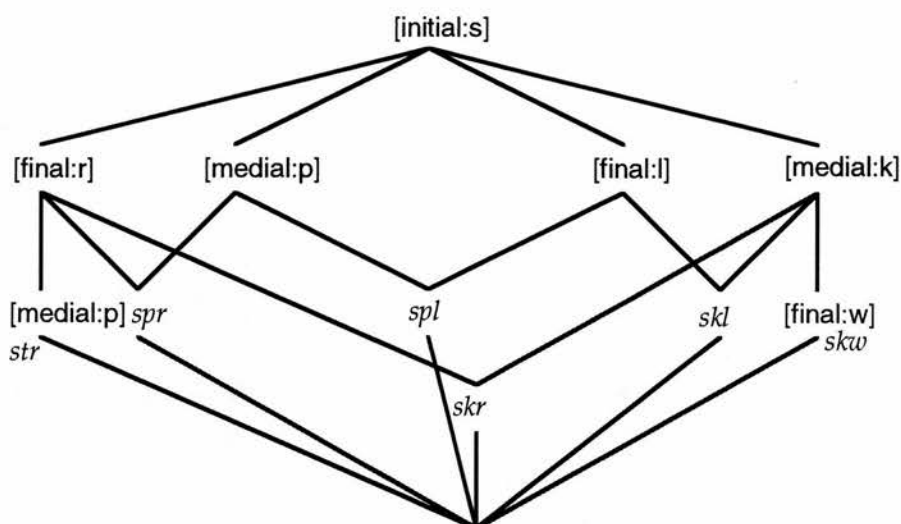 [initial:s]
[final:r] [medial:p] [final:l] [medial:k]
[medial:p] spr spl skl [final:w]
str skw
skr